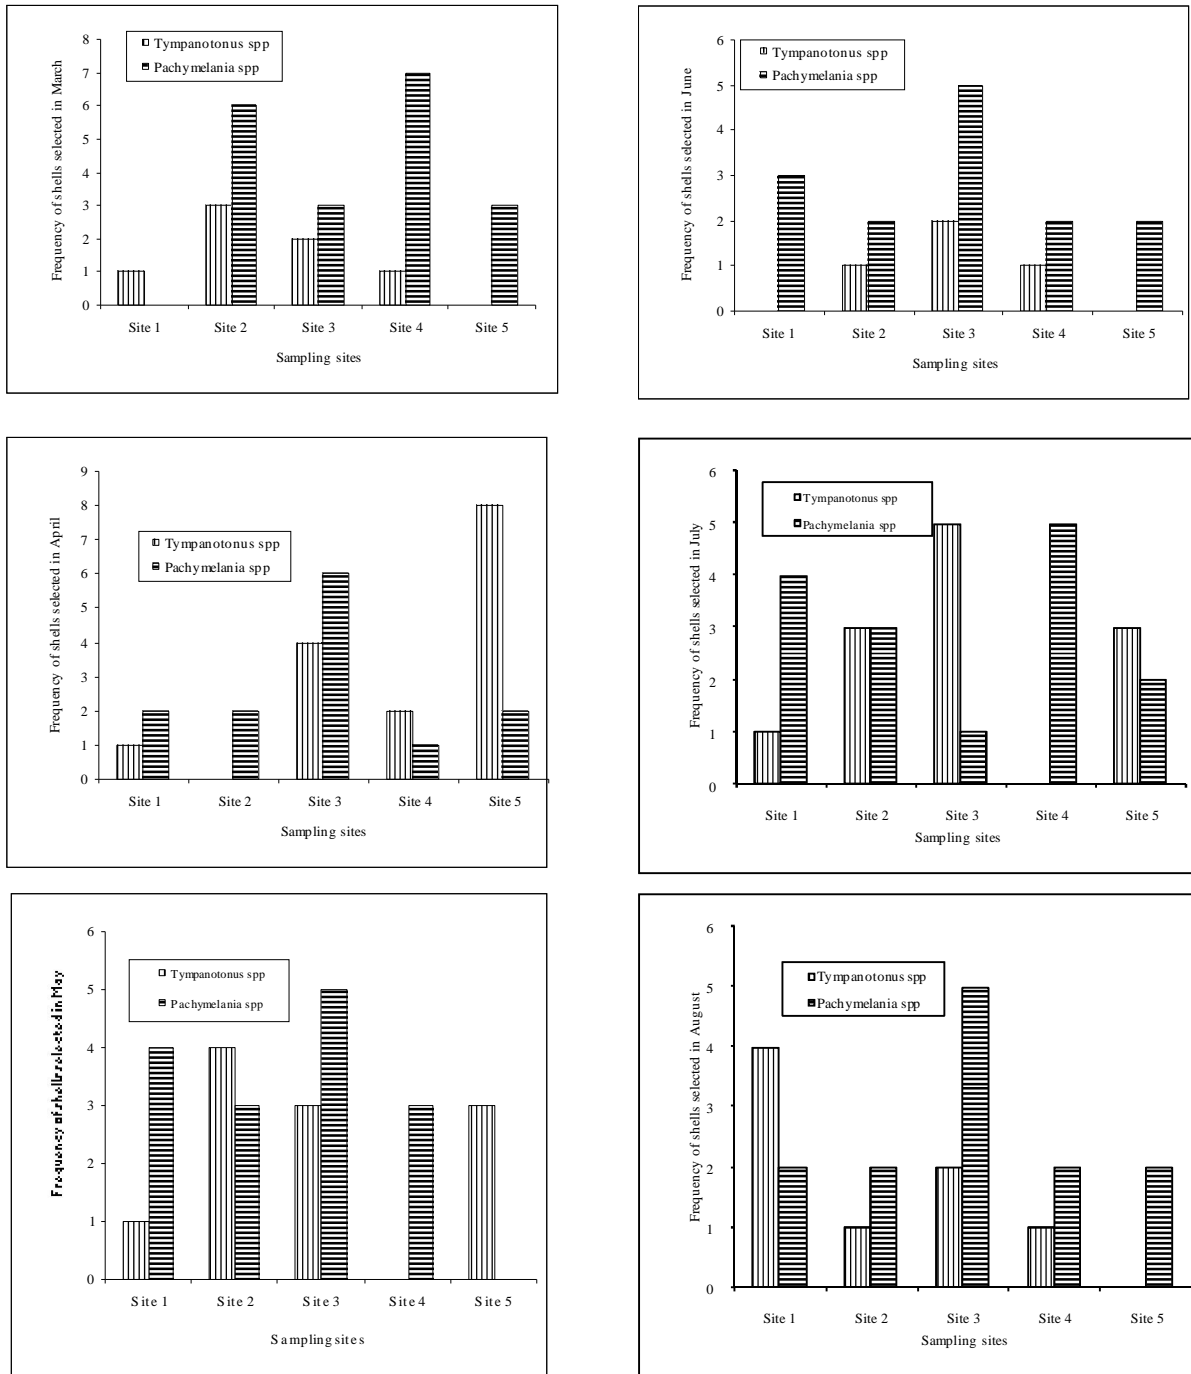 Frequency of shells selected in March
8
7
6
5
4
3
2
1
0
Tympanotonus spp
Pachymelania spp
Site 1 Site 2 Site 3 Site 4 Site 5
Sampling sites
Frequency of shells selected in June
6
5
4
3
2
1
0
Tympanotonus spp
Pachymelania spp
Site 1 Site 2 Site 3 Site 4 Site 5
Sampling sites
Frequency of shells selected in April
9
8
7
6
5
4
3
2
1
0
Tympanotonus spp
Pachymelania spp
Site 1 Site 2 Site 3 Site 4 Site 5
Sampling sites
Frequency of shells selected in July
6
5
4
3
2
1
0
Tympanotonus spp
Pachymelania spp
Site 1 Site 2 Site 3 Site 4 Site 5
Sampling sites
Frequency of shells selected in May
6
5
4
3
2
1
0
Tympanotonus spp
Pachymelania spp
Site 1 Site 2 Site 3 Site 4 Site 5
Sampling sites
Frequency of shells selected in August
6
5
4
3
2
1
0
Tympanotonus spp
Pachymelania spp
Site 1 Site 2 Site 3 Site 4 Site 5
Sampling sites